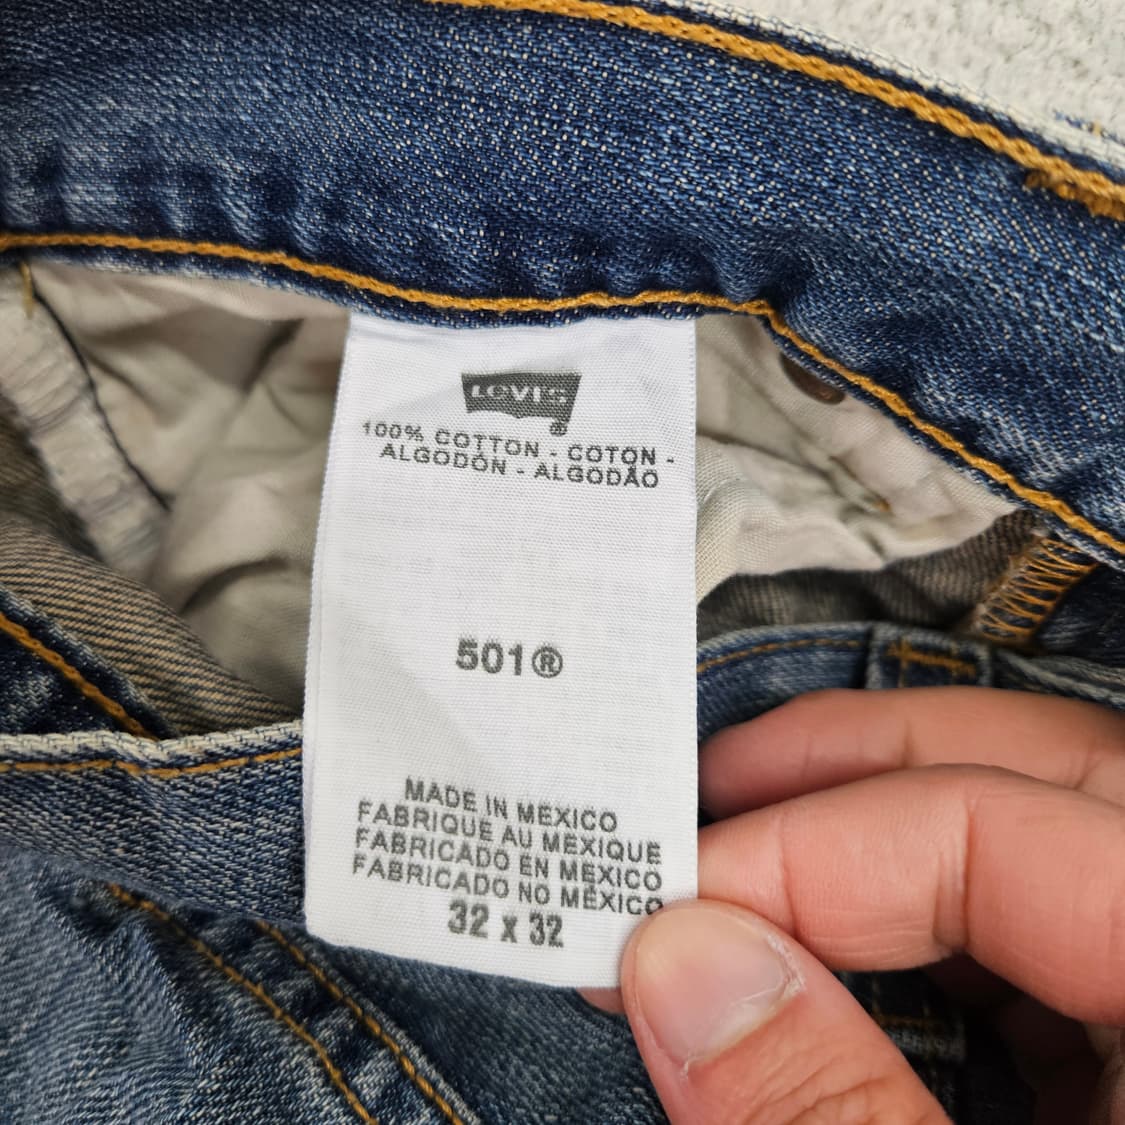 LEVI'S
®
100% COTTON - COTON -
ALGODÓN - ALGODÃO
501®
MADE IN MEXICO
FABRIQUE AU MEXIQUE
FABRICADO EN MEXICO
FABRICADO NO MÉXICO
32 x 32